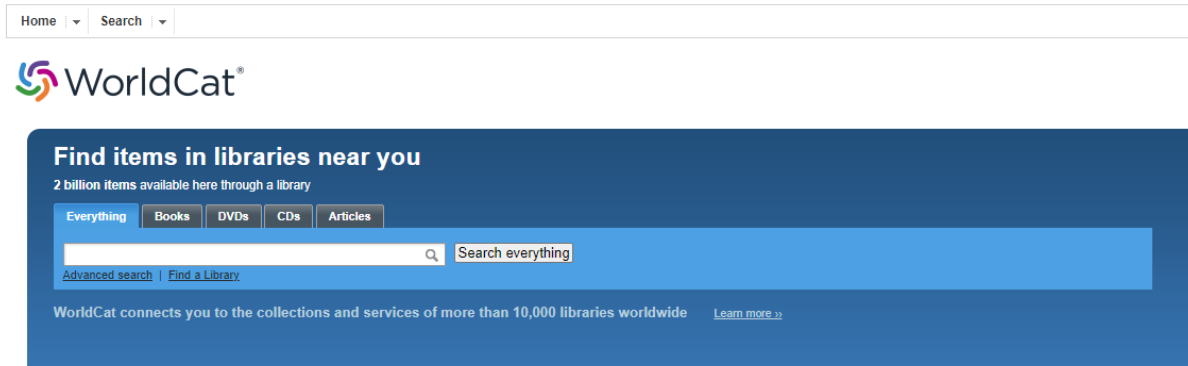 Home Search
WorldCat®
Find items in libraries near you
2 billion items available here through a library
Everything Books DVDs CDs Articles
Search everything
Advanced search | Find a Library
WorldCat connects you to the collections and services of more than 10,000 libraries worldwide Learn more »